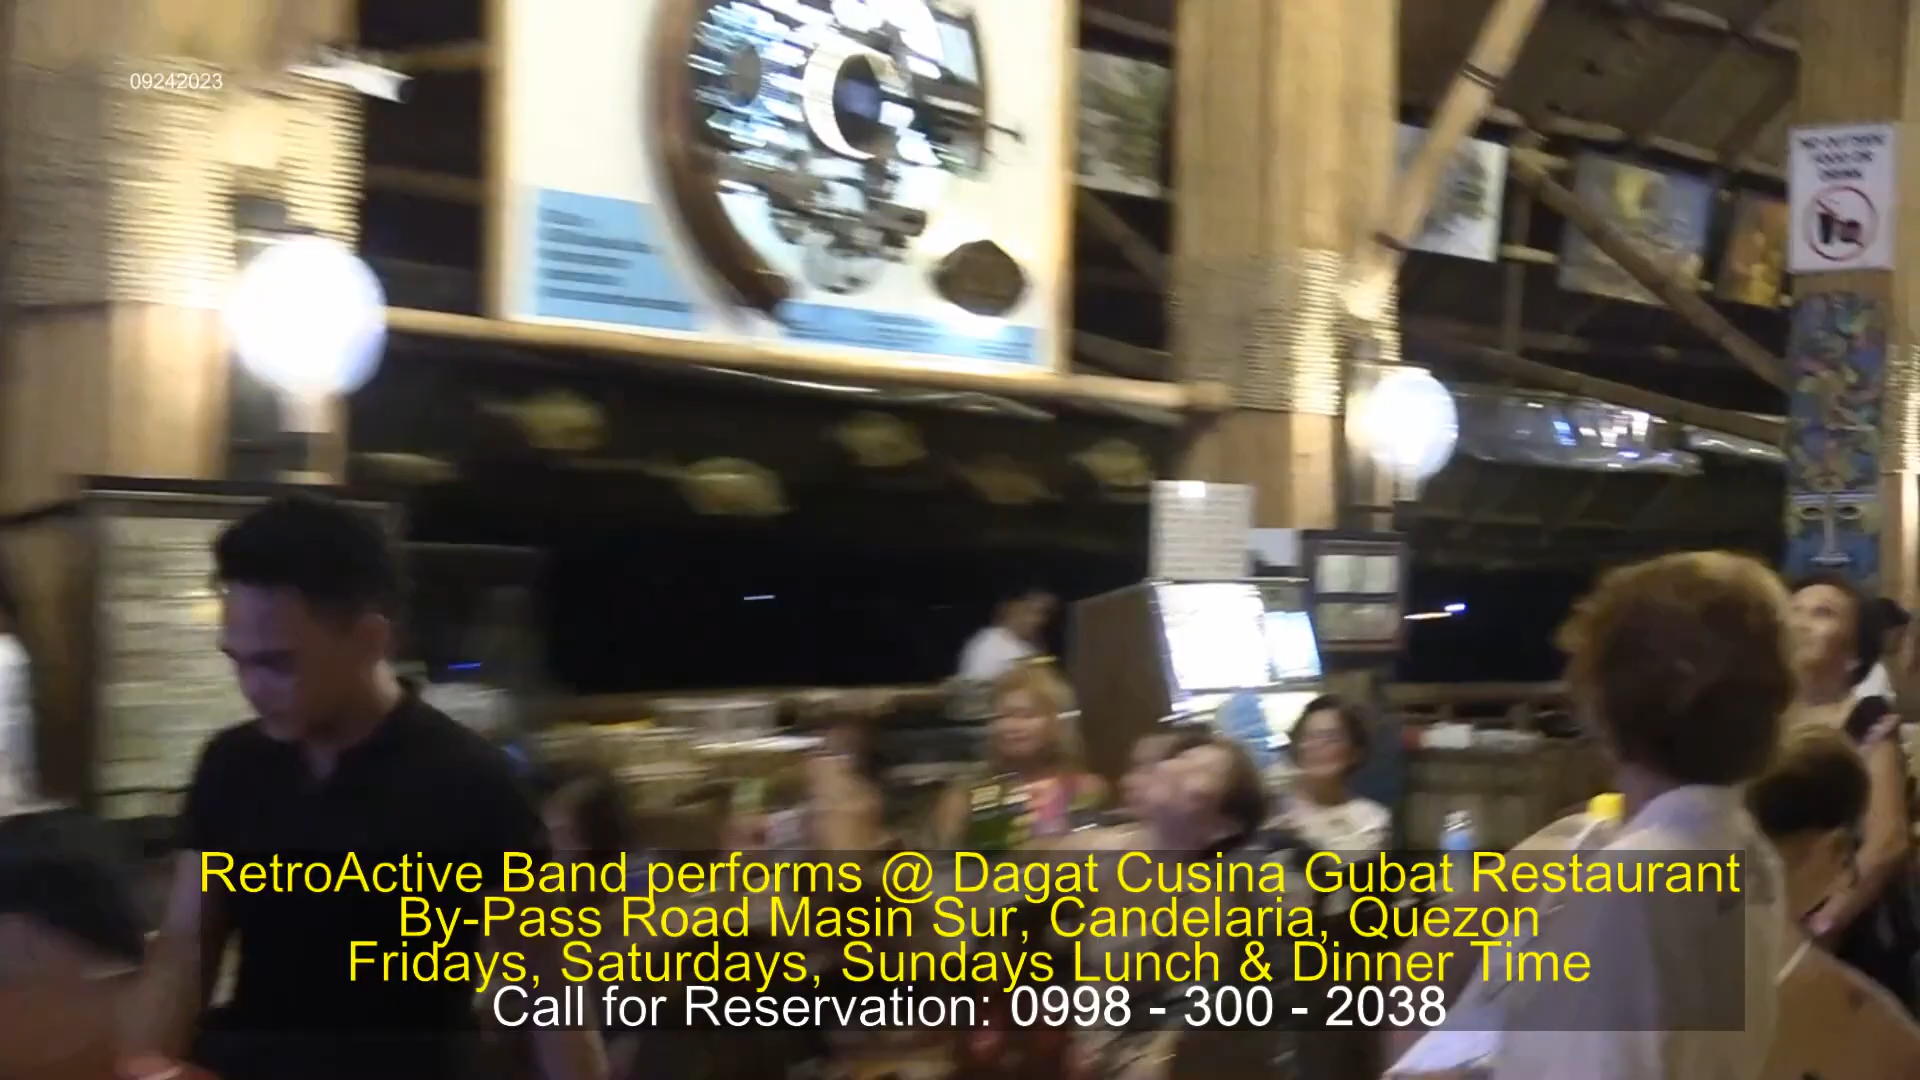 09242023
RetroActive Band performs @ Dagat Cusina Gubat Restaurant
By-Pass Road Masin Sur, Candelaria, Quezon
Fridays, Saturdays, Sundays Lunch & Dinner Time
Call for Reservation: 0998 - 300 - 2038